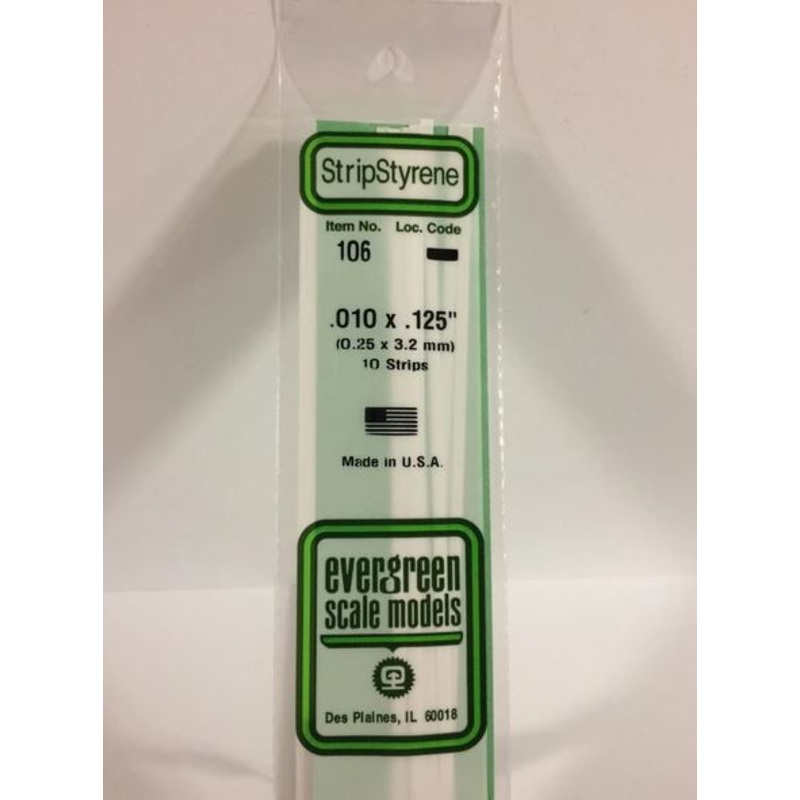 StripStyrene
Item No. Loc. Code
106
.010 x .125"
(0.25 x 3.2 mm)
10 Strips
Made in U.S.A.
evergreen
scale models
Des Plaines, IL 60018